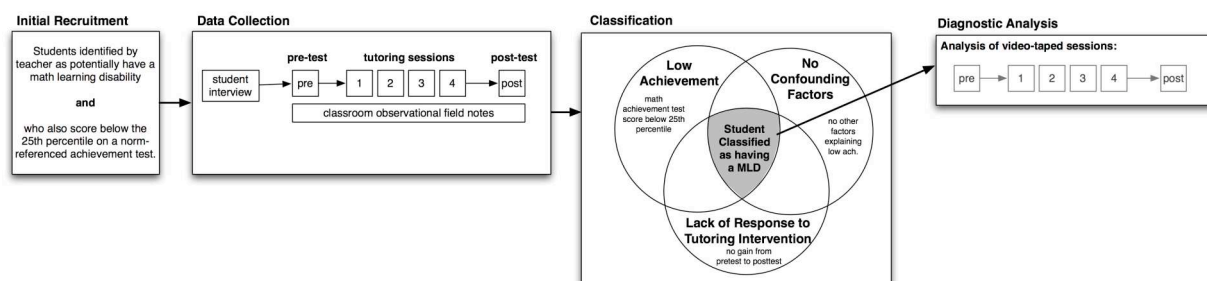 Initial Recruitment
Students identified by
teacher as potentially have a
math learning disability
and
who also score below the
25th percentile on a norm-
referenced achievement test.
Data Collection
pre-test
tutoring sessions
post-test
student
interview
pre
1
2
3
4
post
classroom observational field notes
Classification
Low
Achievement
math
achievement test
score below 25th
percentile
No
Confounding
Factors
no other
factors
explaining
low ach.
Student
Classified
as having
a MLD
Lack of Response to
Tutoring Intervention
no gain from
pretest to posttest
Diagnostic Analysis
Analysis of video-taped sessions:
pre
1
2
3
4
post